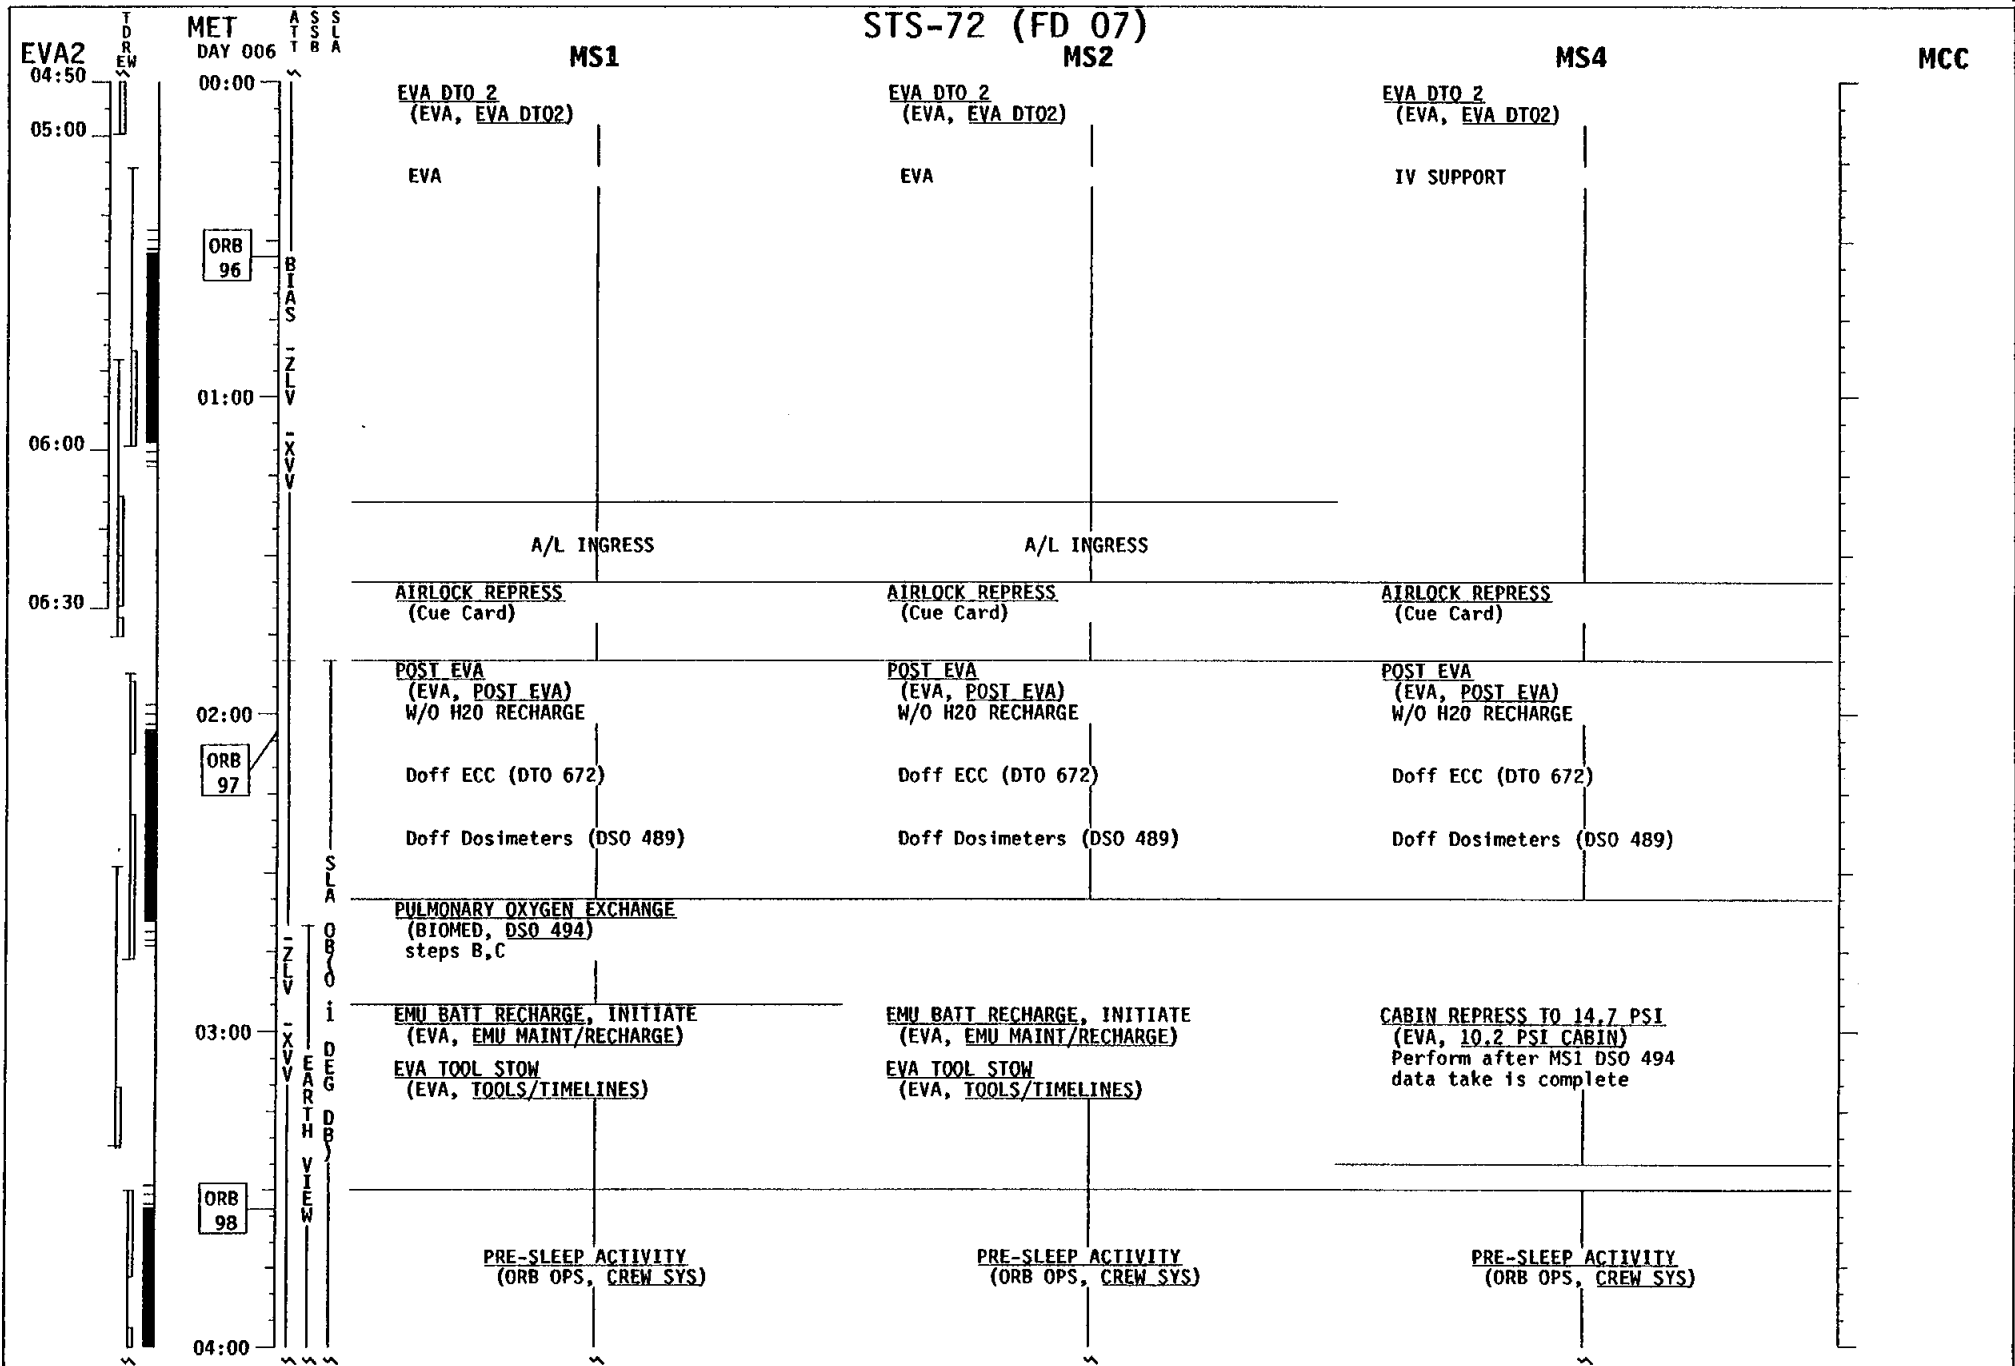 STS-72 (FD 07)
EVA2
TDRE W
MET
DAY 006
ATT
SSB
SLA
MS1
MS2
MS4
MCC
04:50
05:00
06:00
06:30
00:00
01:00
02:00
03:00
04:00
ORB 96
ORB 97
ORB 98
BIAS -ZLV -XVV
-ZLV -XVV
EARTH VIEW
SLA OB(0 i DEG DB)
EVA DTO 2
(EVA, EVA DTO2)
EVA
A/L INGRESS
AIRLOCK REPRESS
(Cue Card)
POST EVA
(EVA, POST EVA)
W/O H20 RECHARGE
Doff ECC (DTO 672)
Doff Dosimeters (DSO 489)
PULMONARY OXYGEN EXCHANGE
(BIOMED, DSO 494)
steps B,C
EMU BATT RECHARGE, INITIATE
(EVA, EMU MAINT/RECHARGE)
EVA TOOL STOW
(EVA, TOOLS/TIMELINES)
PRE-SLEEP ACTIVITY
(ORB OPS, CREW SYS)
EVA DTO 2
(EVA, EVA DTO2)
EVA
A/L INGRESS
AIRLOCK REPRESS
(Cue Card)
POST EVA
(EVA, POST EVA)
W/O H20 RECHARGE
Doff ECC (DTO 672)
Doff Dosimeters (DSO 489)
EMU BATT RECHARGE, INITIATE
(EVA, EMU MAINT/RECHARGE)
EVA TOOL STOW
(EVA, TOOLS/TIMELINES)
PRE-SLEEP ACTIVITY
(ORB OPS, CREW SYS)
EVA DTO 2
(EVA, EVA DTO2)
IV SUPPORT
AIRLOCK REPRESS
(Cue Card)
POST EVA
(EVA, POST EVA)
W/O H20 RECHARGE
Doff ECC (DTO 672)
Doff Dosimeters (DSO 489)
CABIN REPRESS TO 14.7 PSI
(EVA, 10.2 PSI CABIN)
Perform after MS1 DSO 494
data take is complete
PRE-SLEEP ACTIVITY
(ORB OPS, CREW SYS)